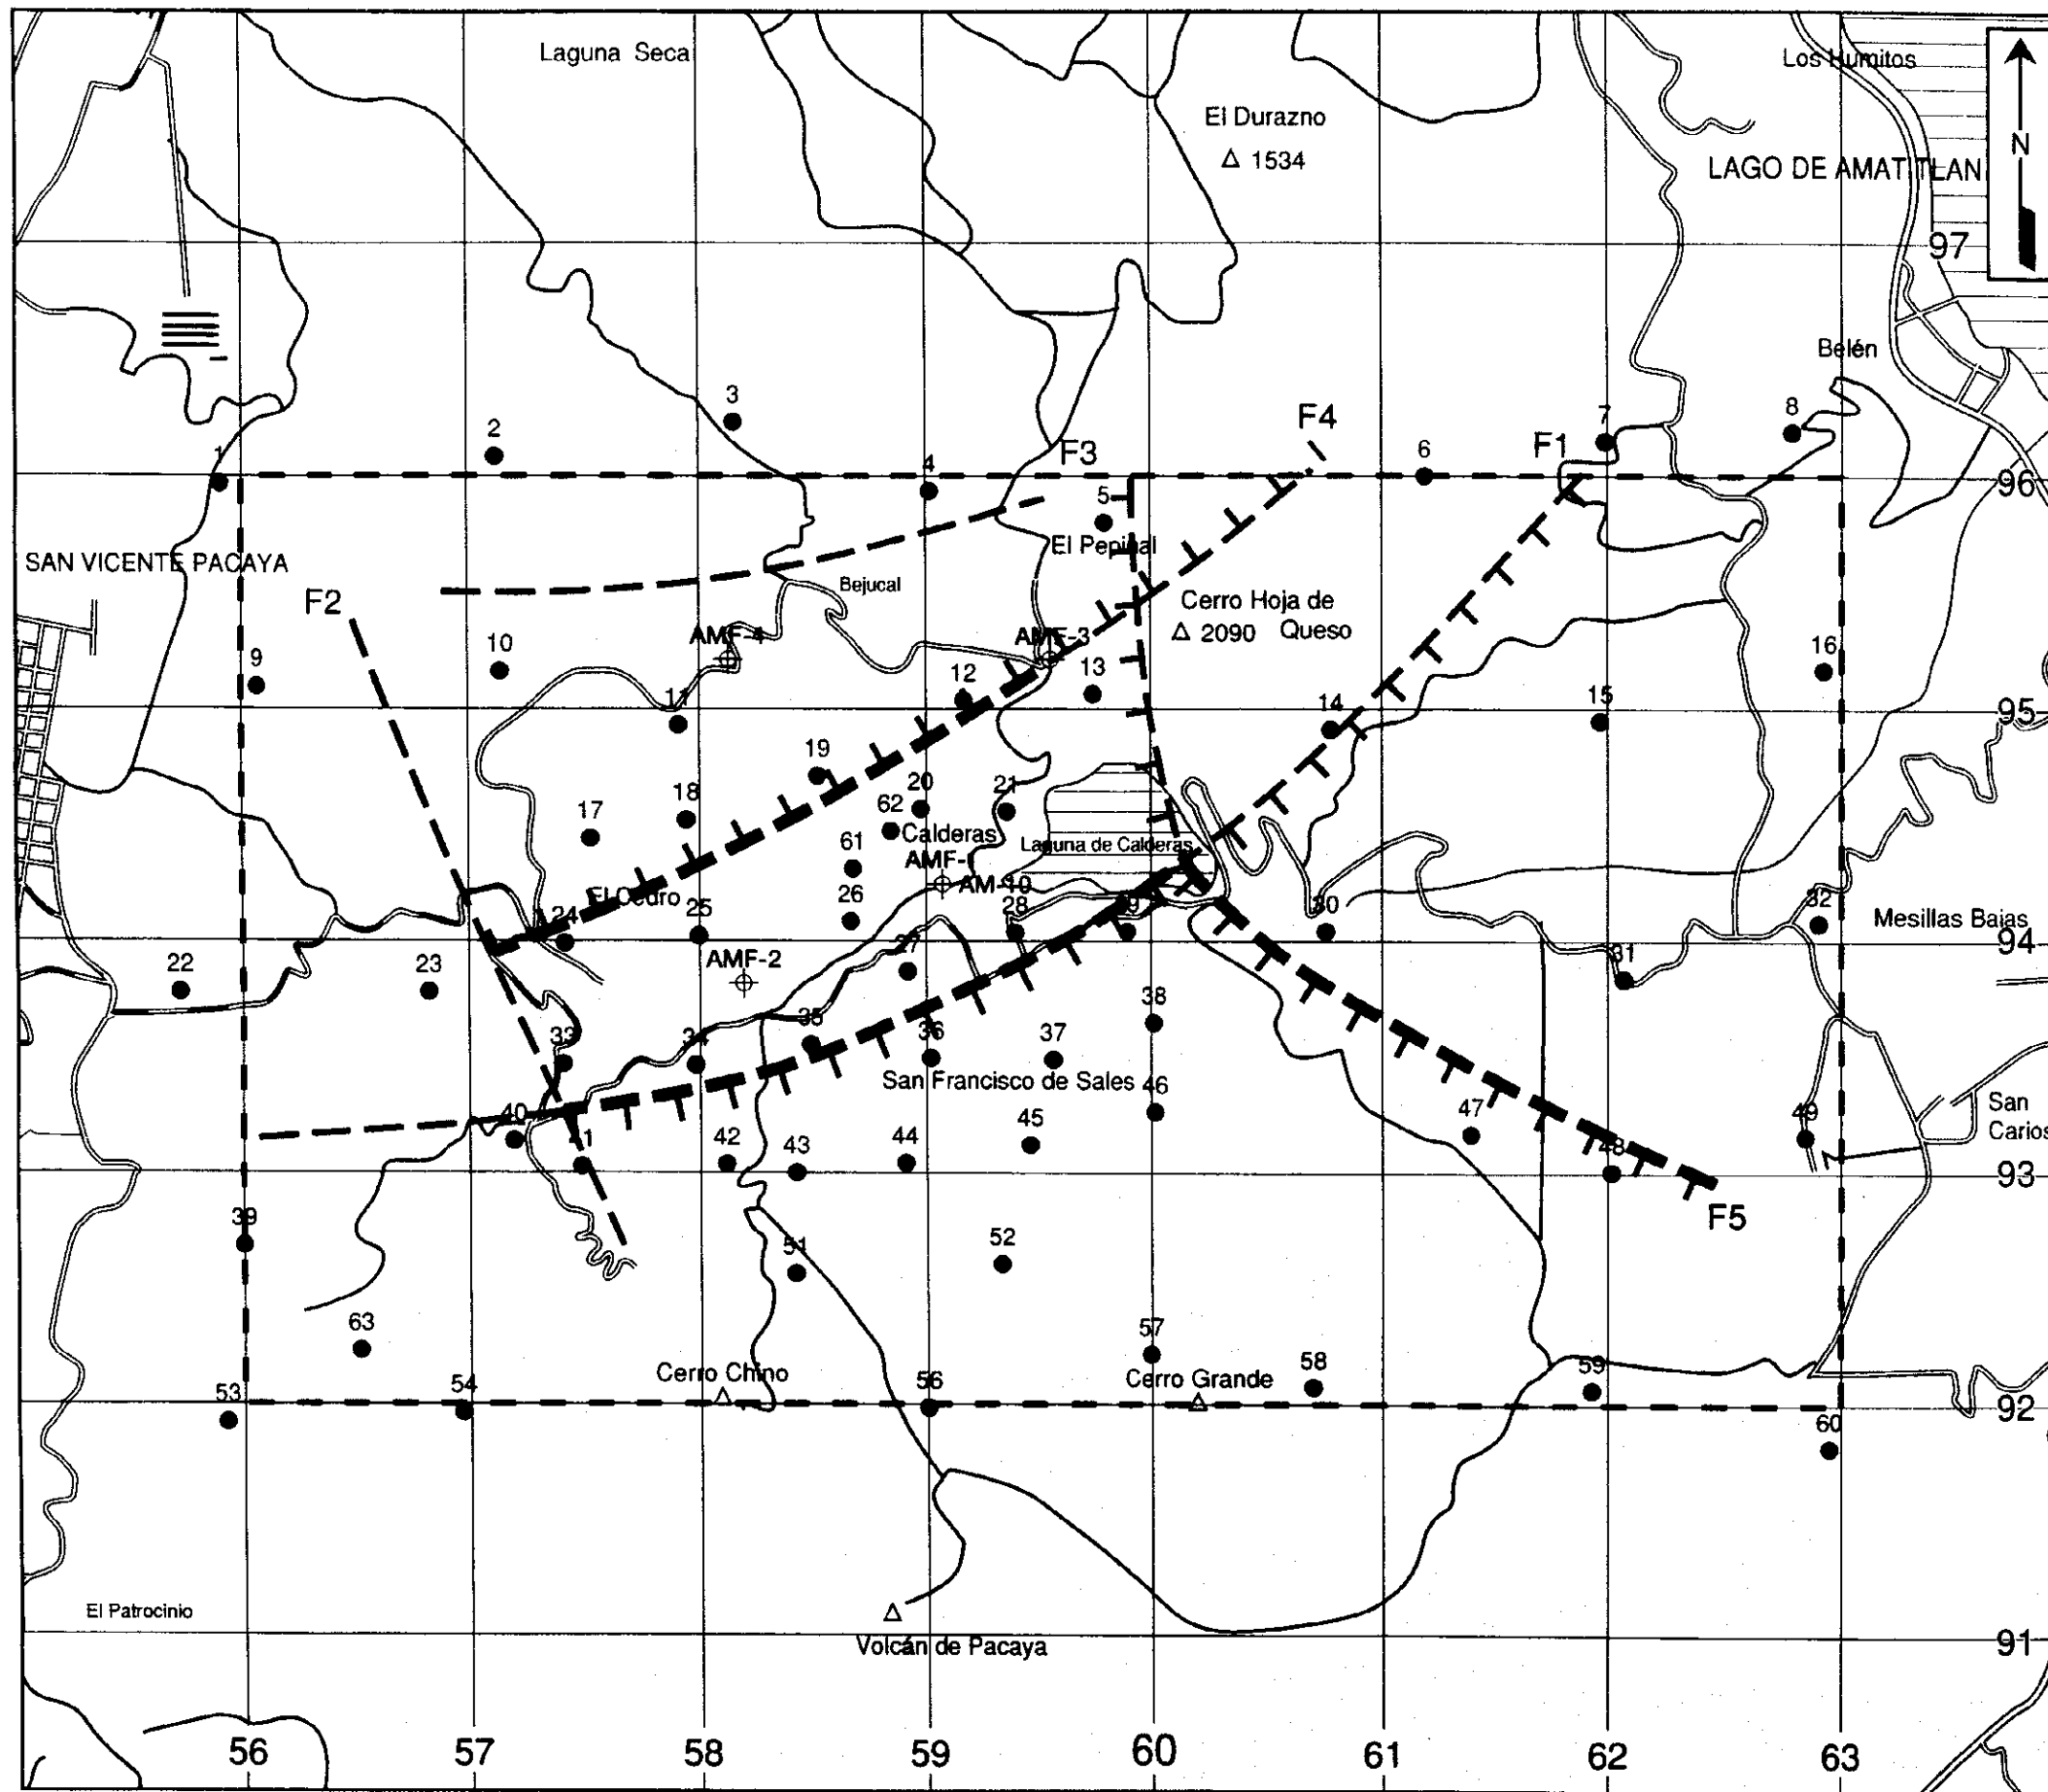 Laguna Seca
Los Humitos
El Durazno
△ 1534
N
LAGO DE AMATITLAN
97
Belén
3
F4
8
2
7
F3
6
F1
1
4
96
5
El Pepinal
SAN VICENTE PACAYA
Bejucal
F2
Cerro Hoja de
△ 2090 Queso
AMF-4
AMF-3
10
16
9
12
13
11
14
15
95
19
20
18
62
21
17
Calderas
Laguna de Calderas
61
AMF-1
AM-10
El Cedro
26
24
25
28
29
30
32
Mesillas Bajas
94
27
22
23
AMF-2
31
38
35
33
34
36
37
San Francisco de Sales
46
San
Carlos
40
47
49
45
41
42
43
44
48
93
39
F5
52
51
63
57
Cerro Chino
58
59
53
54
56
Cerro Grande
92
60
El Patrocinio
Volcán de Pacaya
91
56
57
58
59
60
61
62
63